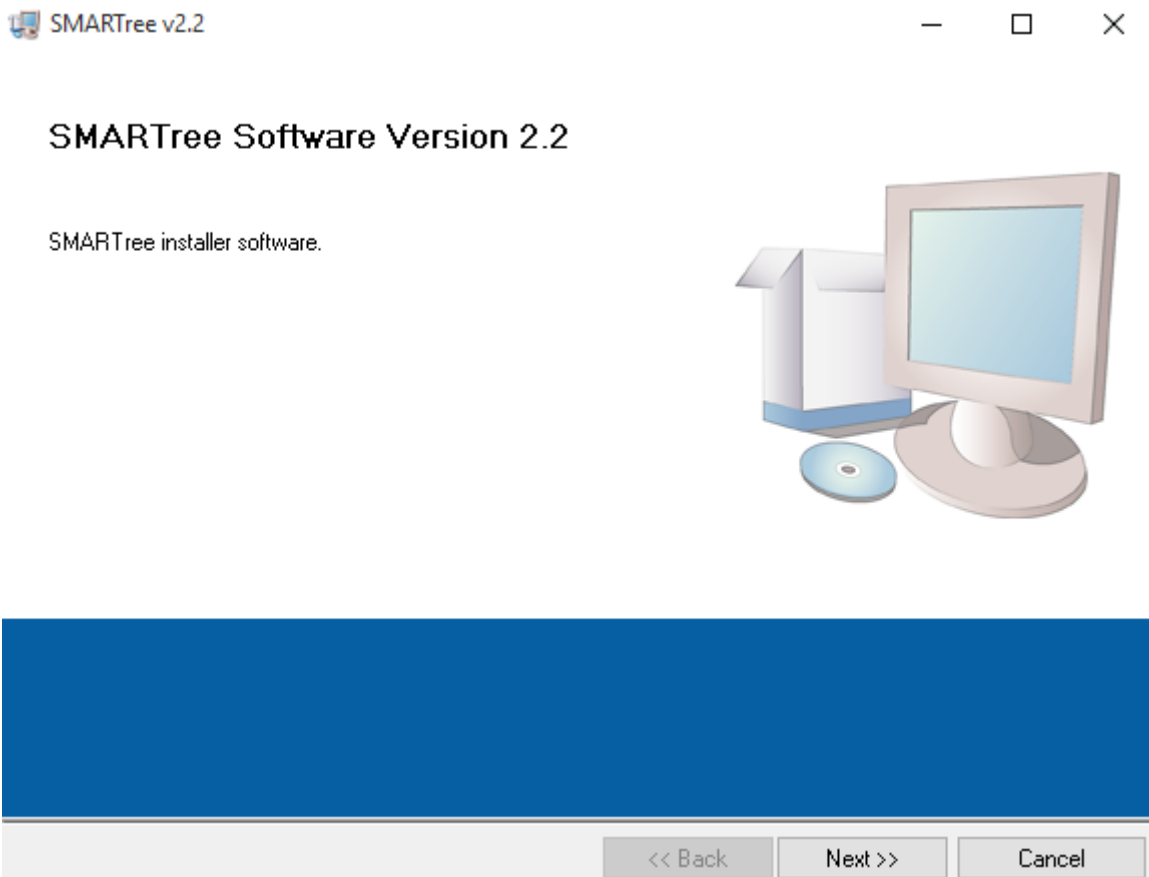 SMARTree v2.2
SMARTree Software Version 2.2
SMARTree installer software.
<< Back
Next >>
Cancel